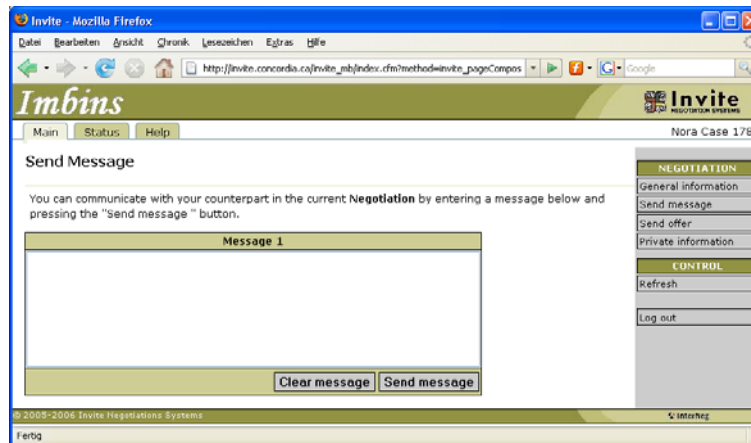 Invite - Mozilla Firefox
Datei Bearbeiten Ansicht Chronik Lesezeichen Extras Hilfe
http://invite.concordia.ca/invite_mb/index.cfm?method=invite_pageCompos
Google
Imbins
Invite
NEGOTIATION SYSTEMS
Main Status Help
Nora Case 178
Send Message
You can communicate with your counterpart in the current Negotiation by entering a message below and
pressing the "Send message " button.
Message 1
Clear message Send message
NEGOTIATION
General information
Send message
Send offer
Private information
CONTROL
Refresh
Log out
© 2005-2006 Invite Negotiations Systems
InterNeg
Fertig